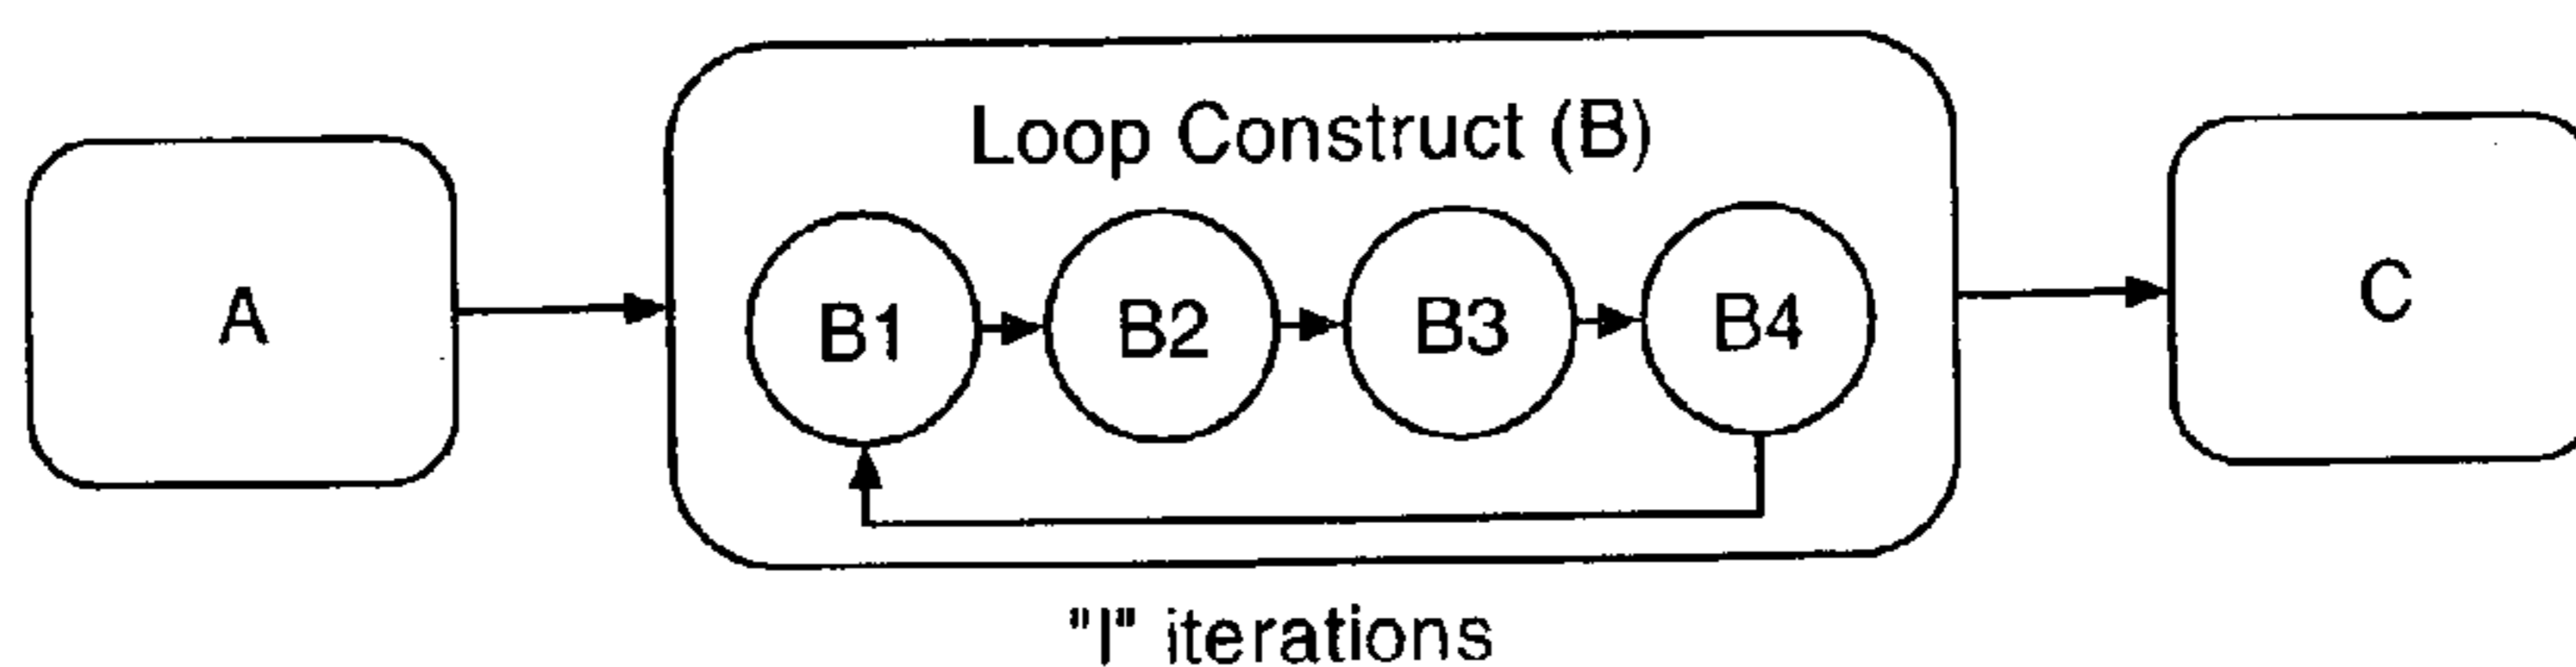 Loop Construct (B)
A
B1
B2
B3
B4
C
"I" iterations